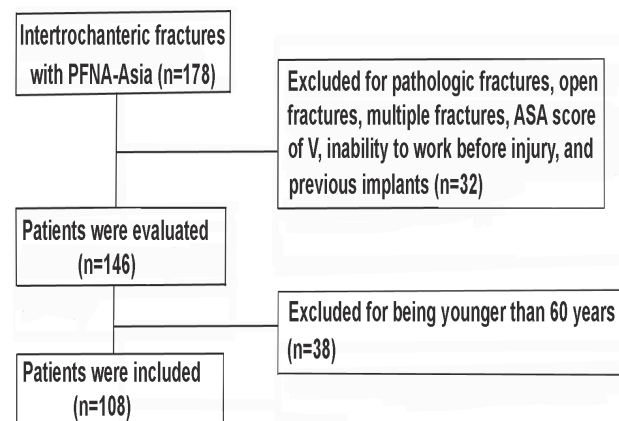 Intertrochanteric fractures
with PFNA-Asia (n=178)
Excluded for pathologic fractures, open
fractures, multiple fractures, ASA score
of V, inability to work before injury, and
previous implants (n=32)
Patients were evaluated
(n=146)
Excluded for being younger than 60 years
(n=38)
Patients were included
(n=108)